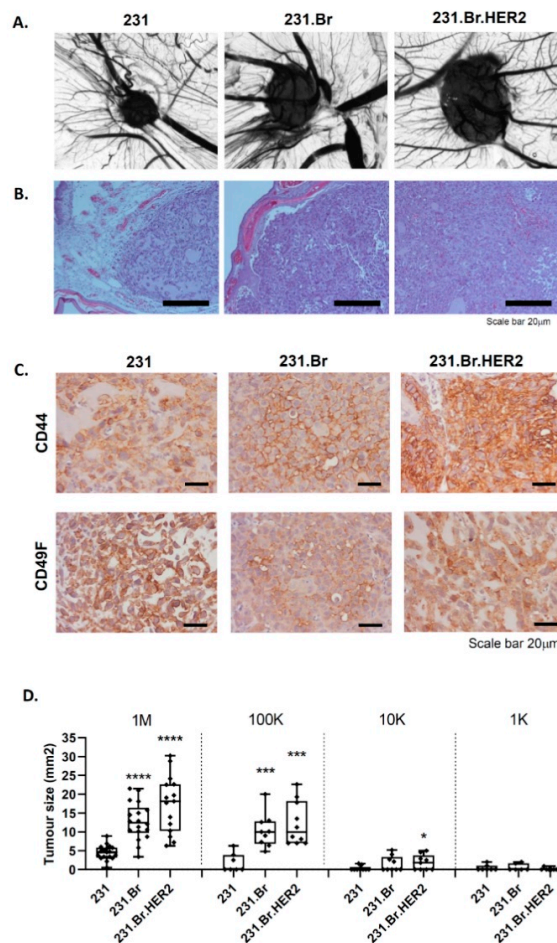 A.
231 231.Br 231.Br.HER2
B.
Scale bar 20μm
C.
231 231.Br 231.Br.HER2
CD44
CD49F
Scale bar 20μm
D.
1M 100K 10K 1K
**** **** *** *** *
Tumour size (mm2)
35
30
25
20
15
10
5
0
231 231.Br 231.Br.HER2 231 231.Br 231.Br.HER2 231 231.Br 231.Br.HER2 231 231.Br 231.Br.HER2